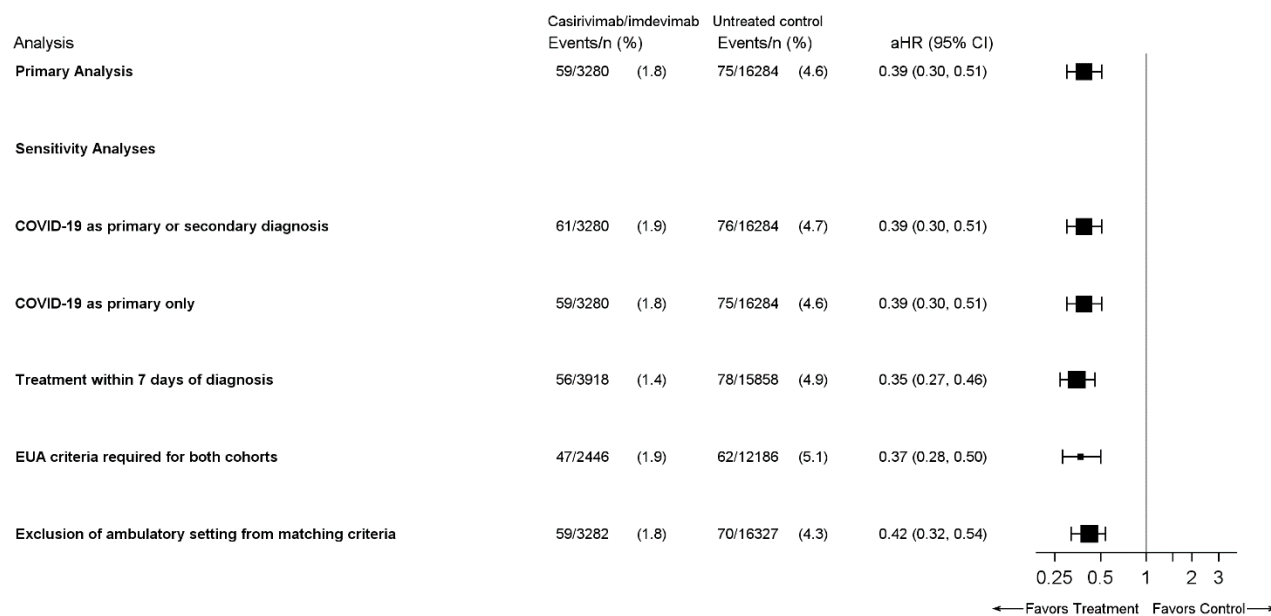 Casirivimab/imdevimab Untreated control
Analysis Events/n (%) Events/n (%) aHR (95% CI)
Primary Analysis 59/3280 (1.8) 75/16284 (4.6) 0.39 (0.30, 0.51)
Sensitivity Analyses
COVID-19 as primary or secondary diagnosis 61/3280 (1.9) 76/16284 (4.7) 0.39 (0.30, 0.51)
COVID-19 as primary only 59/3280 (1.8) 75/16284 (4.6) 0.39 (0.30, 0.51)
Treatment within 7 days of diagnosis 56/3918 (1.4) 78/15858 (4.9) 0.35 (0.27, 0.46)
EUA criteria required for both cohorts 47/2446 (1.9) 62/12186 (5.1) 0.37 (0.28, 0.50)
Exclusion of ambulatory setting from matching criteria 59/3282 (1.8) 70/16327 (4.3) 0.42 (0.32, 0.54)
0.25 0.5 1 2 3
Favors Treatment Favors Control